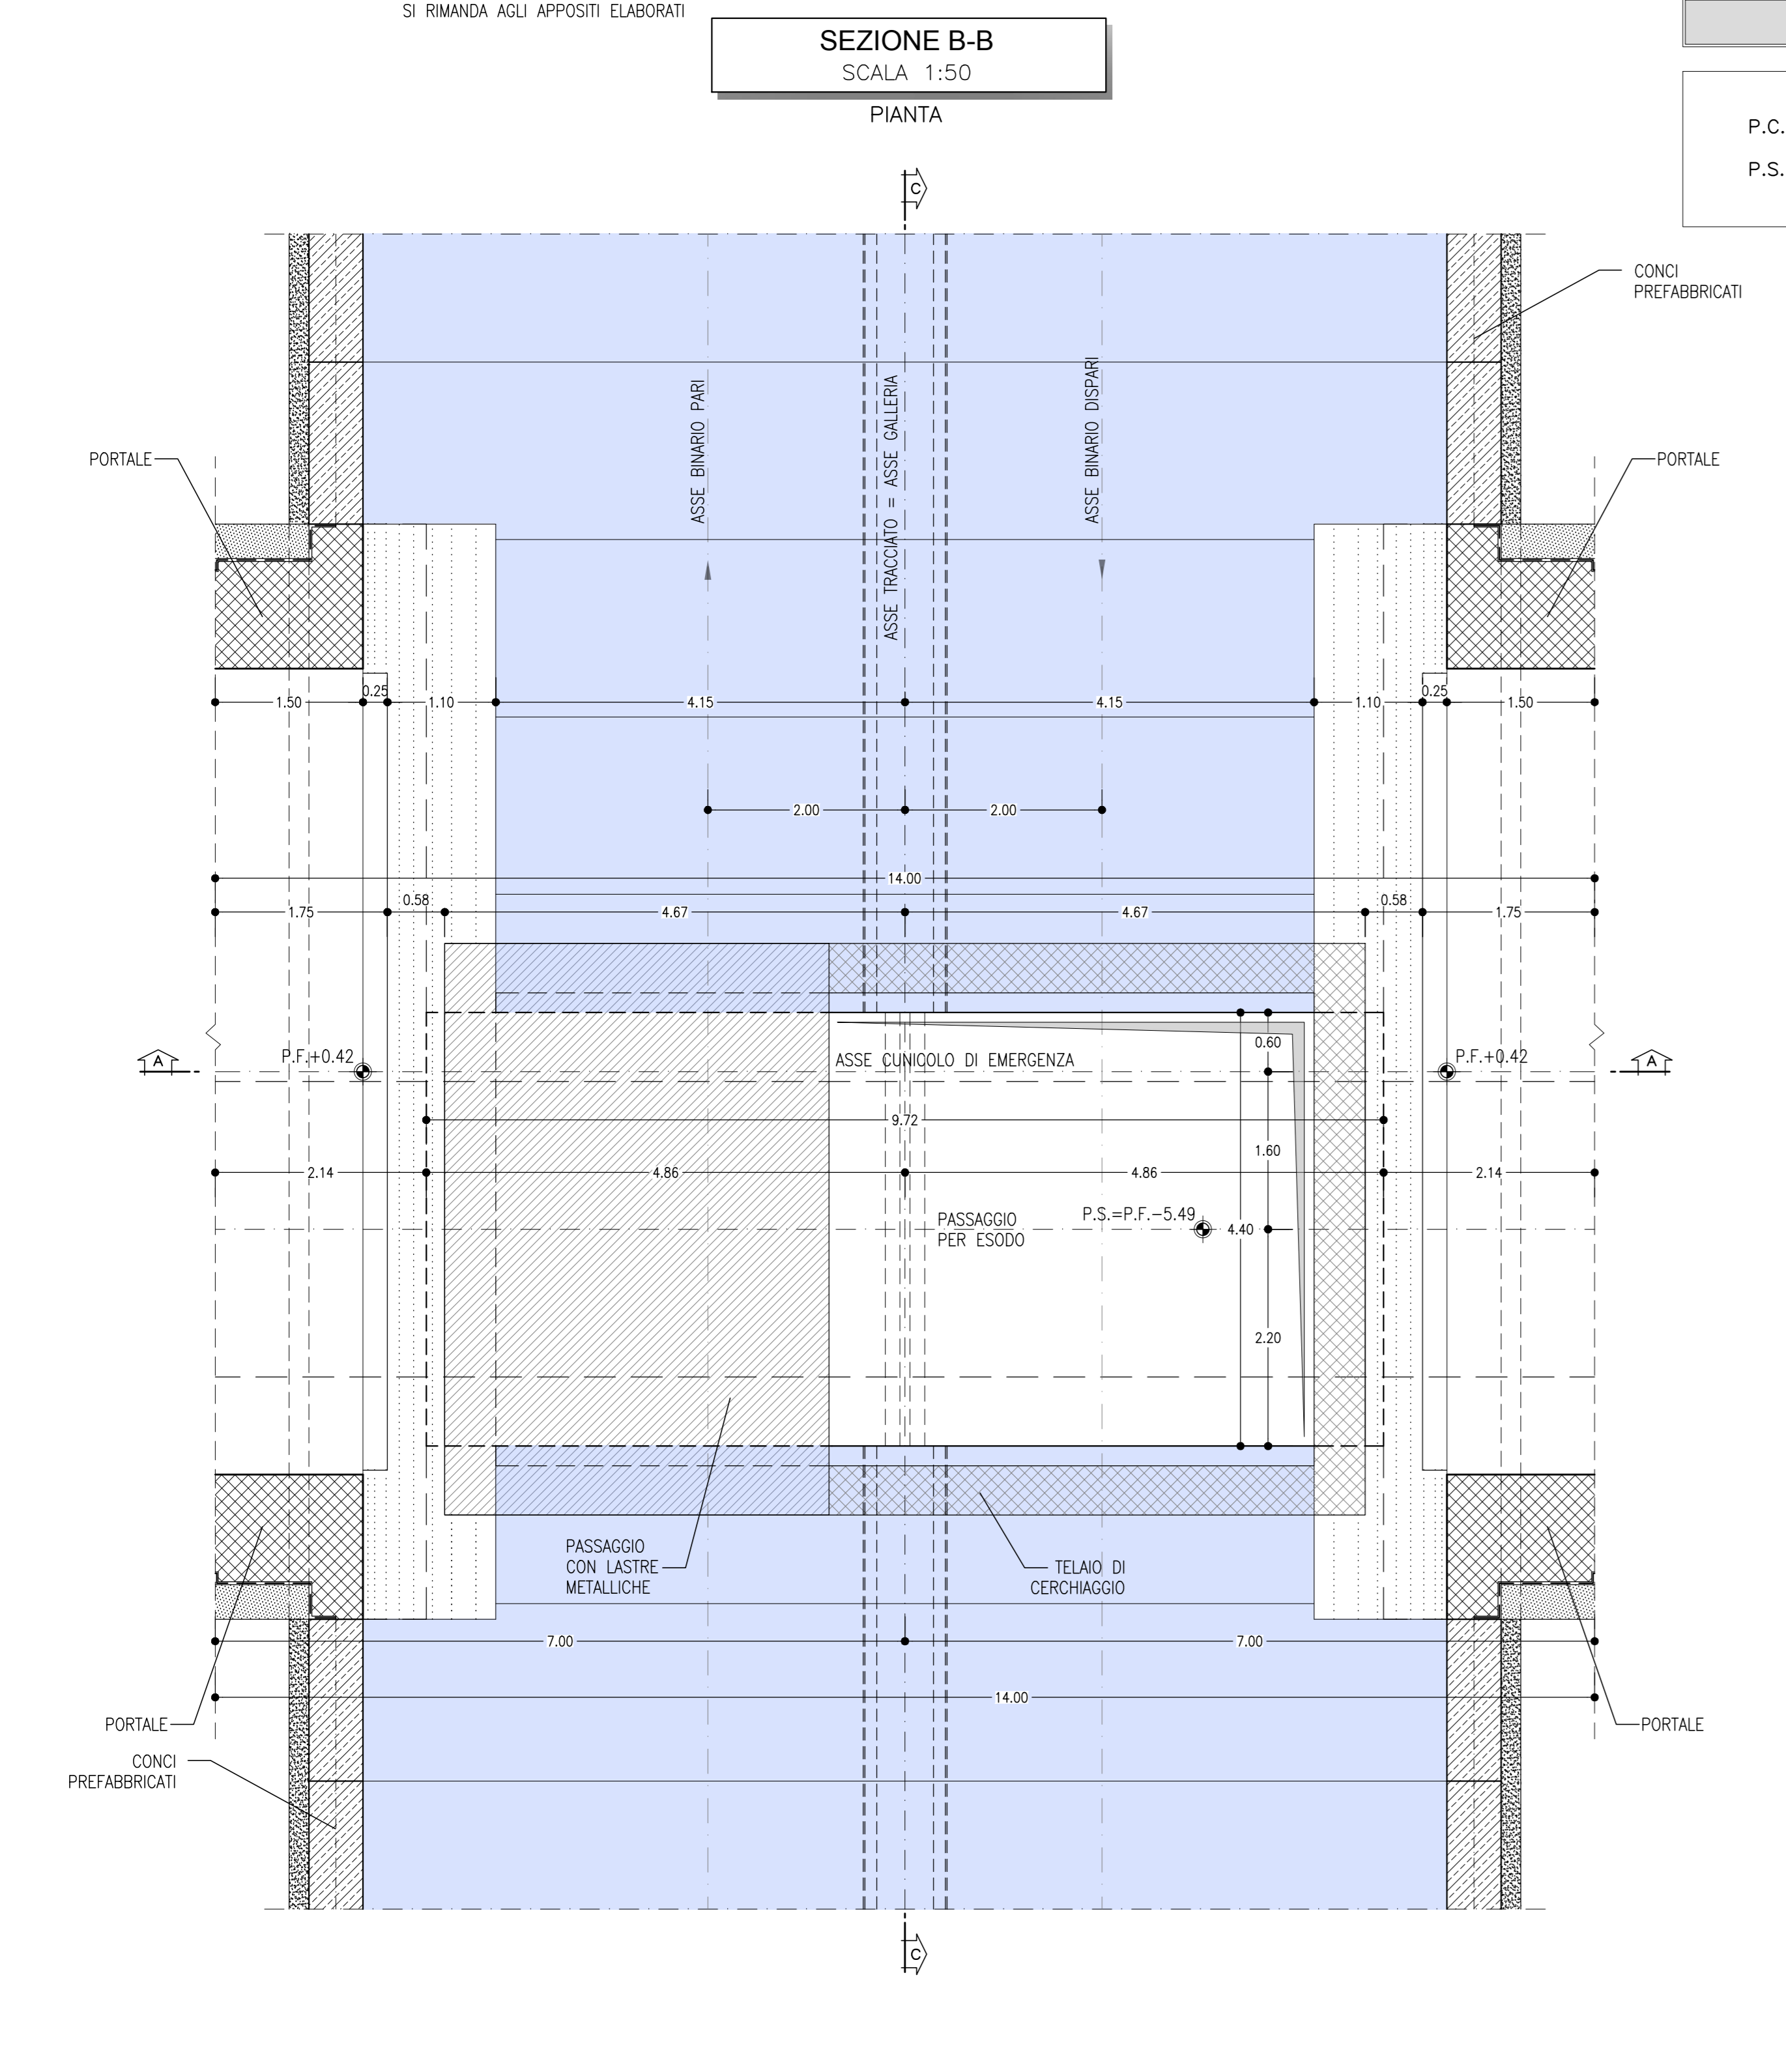 SI RIMANDA AGLI APPOSITI ELABORATI
SEZIONE B-B
SCALA 1:50
PIANTA
P.C.
P.S.
C
CONCI
PREFABBRICATI
ASSE BINARIO PARI
ASSE TRACCIATO = ASSE GALLERIA
ASSE BINARIO DISPARI
PORTALE
PORTALE
0.25
0.25
1.50
1.10
4.15
4.15
1.10
1.50
2.00
2.00
14.00
0.58
0.58
1.75
4.67
4.67
1.75
0.60
A
P.F.+0.42
ASSE CUNICOLO DI EMERGENZA
P.F.+0.42
A
9.72
1.60
2.14
4.86
4.86
2.14
PASSAGGIO
PER ESODO
P.S.=P.F.-5.49
4.40
2.20
PASSAGGIO
CON LASTRE
METALLICHE
TELAIO DI
CERCHIAGGIO
7.00
7.00
14.00
PORTALE
PORTALE
CONCI
PREFABBRICATI
C